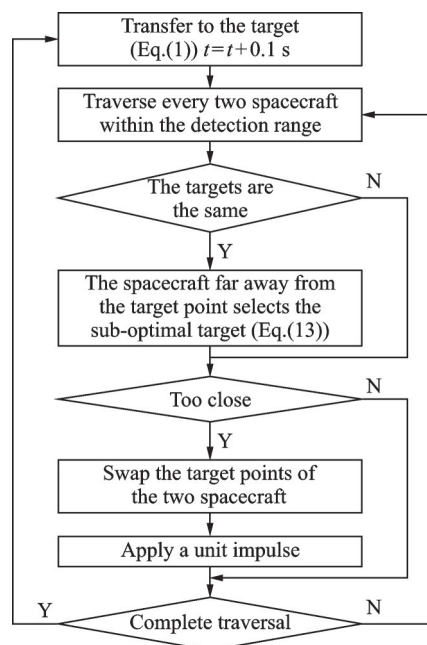 Transfer to the target
(Eq.(1)) t=t+0.1 s
Traverse every two spacecraft
within the detection range
The targets are
the same
N
Y
The spacecraft far away from
the target point selects the
sub-optimal target (Eq.(13))
Too close
N
Y
Swap the target points of
the two spacecraft
Apply a unit impulse
Y
Complete traversal
N